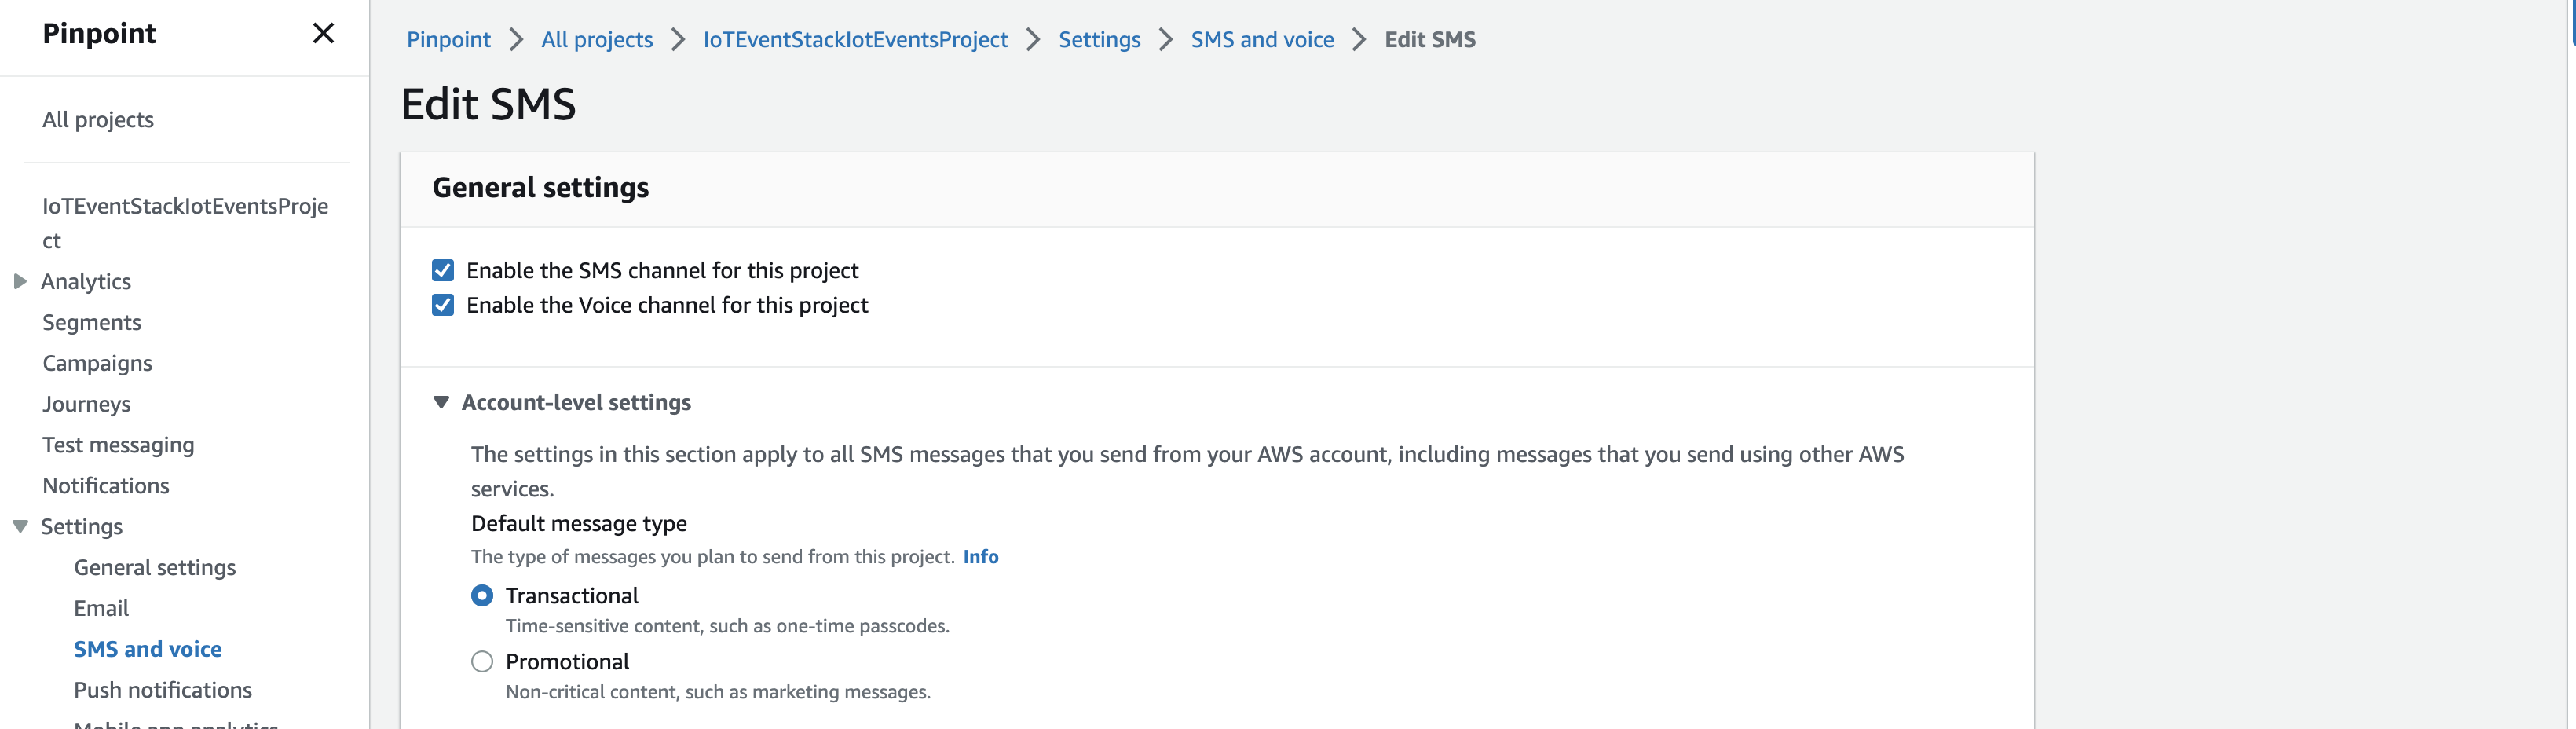 Pinpoint
All projects
IoTEventStackIotEventsProje
ct
Analytics
Segments
Campaigns
Journeys
Test messaging
Notifications
Settings
General settings
Email
SMS and voice
Push notifications
Mobile app analytics
Pinpoint > All projects > IoTEventStackIotEventsProject > Settings > SMS and voice > Edit SMS
Edit SMS
General settings
Enable the SMS channel for this project
Enable the Voice channel for this project
Account-level settings
The settings in this section apply to all SMS messages that you send from your AWS account, including messages that you send using other AWS
services.
Default message type
The type of messages you plan to send from this project. Info
Transactional
Time-sensitive content, such as one-time passcodes.
Promotional
Non-critical content, such as marketing messages.